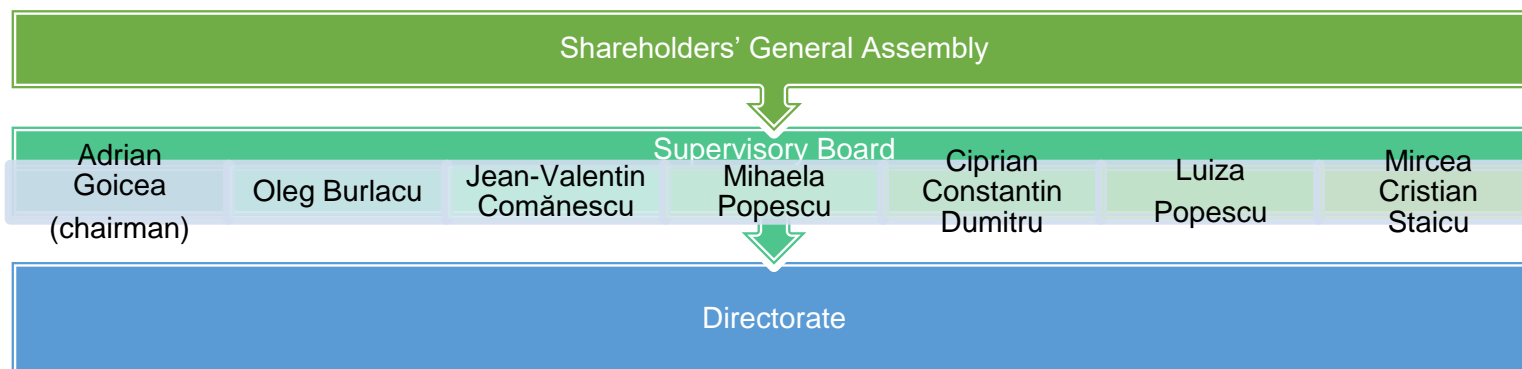 Shareholders’ General Assembly
Supervisory Board
Adrian
Goicea
(chairman)
Oleg Burlacu
Jean-Valentin
Comănescu
Mihaela
Popescu
Ciprian
Constantin
Dumitru
Luiza
Popescu
Mircea
Cristian
Staicu
Directorate